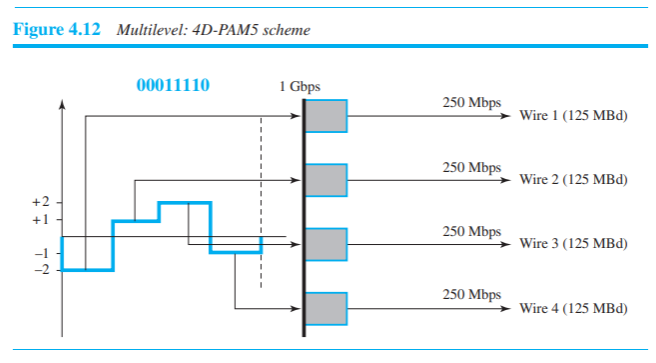 Figure 4.12 Multilevel: 4D-PAM5 scheme
00011110
1 Gbps
250 Mbps
Wire 1 (125 MBd)
250 Mbps
Wire 2 (125 MBd)
+2
+1
250 Mbps
Wire 3 (125 MBd)
–1
–2
250 Mbps
Wire 4 (125 MBd)